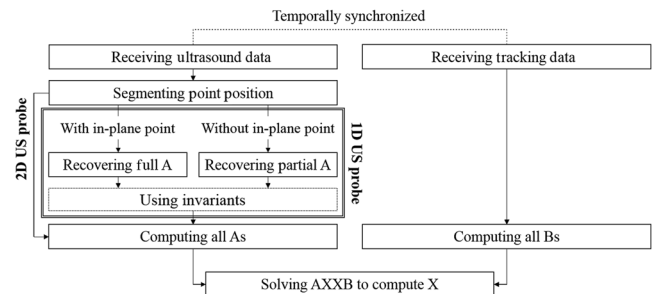 Temporally synchronized
Receiving ultrasound data
Receiving tracking data
Segmenting point position
2D US probe
With in-plane point
Without in-plane point
1D US probe
Recovering full A
Recovering partial A
Using invariants
Computing all As
Computing all Bs
Solving AXXB to compute X